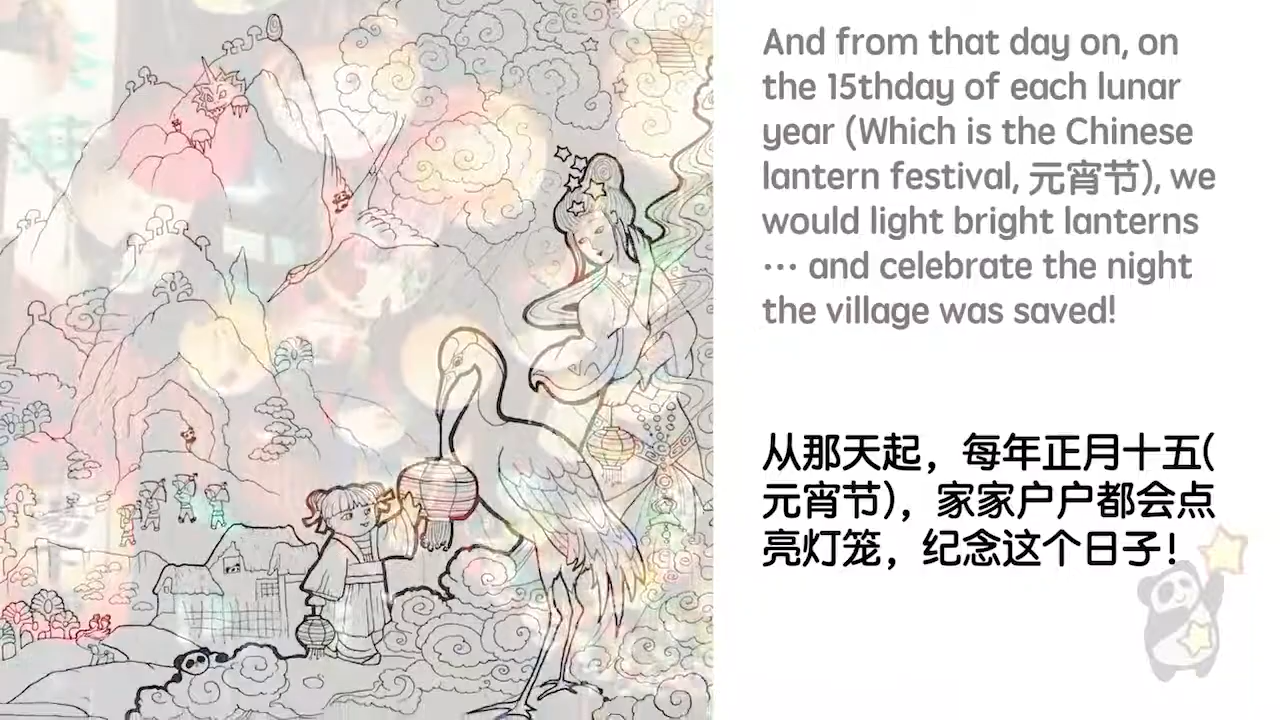 And from that day on, on
the 15thday of each lunar
year (Which is the Chinese
lantern festival, 元宵节), we
would light bright lanterns
… and celebrate the night
the village was saved!
从那天起，每年正月十五(
元宵节)，家家户户都会点
亮灯笼，纪念这个日子！